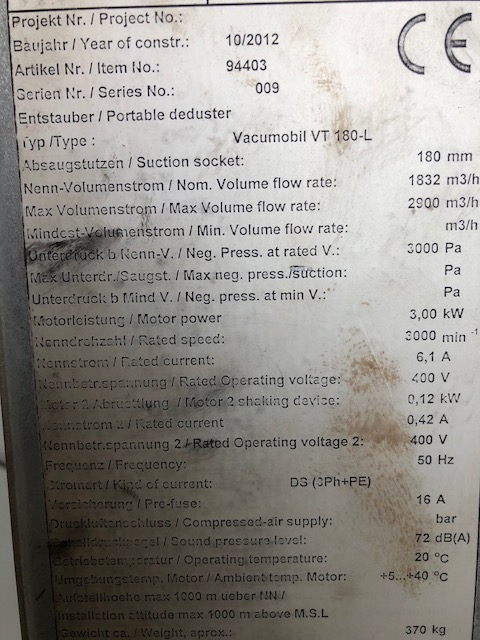 Projekt Nr. / Project No.:
Baujahr / Year of constr.: 10/2012
Artikel Nr. / Item No.: 94403
Serien Nr. / Series No.: 009
CE
Entstauber / Portable deduster
Typ /Type : Vacumobil VT 180-L
Absaugstutzen / Suction socket: 180 mm
Nenn-Volumenstrom / Nom. Volume flow rate: 1832 m3/h
Max Volumenstrom / Max Volume flow rate: 2900 m3/h
Mindest-Volumenstrom / Min. Volume flow rate: m3/h
Unterdruck b Nenn-V. / Neg. Press. at rated V.: 3000 Pa
Max Unterdr./Saugst. / Max neg. press./suction: Pa
Unterdruck b Mind V. / Neg. press. at min V.: Pa
Motorleistung / Motor power 3,00 kW
Nenndrehzahl / Rated speed: 3000 min -1
Nennstrom / Rated current: 6,1 A
Nennbetr.spannung / Rated Operating voltage: 400 V
Motor 2 / Motor 2 shaking device: 0,12 kW
Nennstrom 2 / Rated current 0,42 A
Nennbetr.spannung 2 / Rated Operating voltage 2: 400 V
Frequenz / Frequency: 50 Hz
Stromart / Kind of current: DS (3Ph+PE)
Vorsicherung / Pre-fuse: 16 A
Druckluftanschluss / Compressed-air supply: bar
Schalldruckpegel / Sound pressure level: 72 dB(A)
Betriebstemperatur / Operating temperature: 20 °C
Umgebungstemp. Motor / Ambient temp. Motor: +5...+40 °C
Aufstellhoehe max 1000 m ueber NN /
Installation attitude max 1000 m above M.S.L
Gewicht ca. / Weight, aprox.: 370 kg